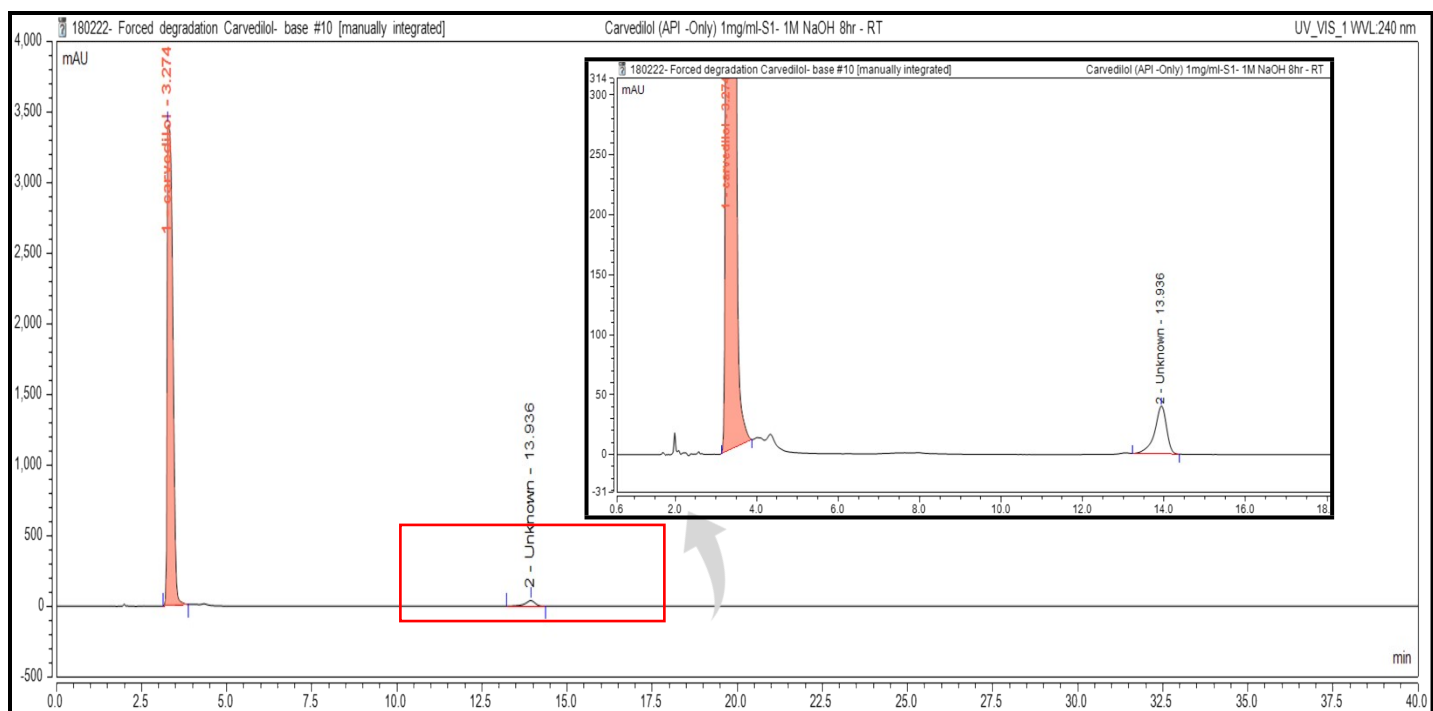 180222- Forced degradation Carvedilol- base #10 [manually integrated] Carvedilol (API -Only) 1mg/ml-S1- 1M NaOH 8hr - RT UV_VIS_1 WVL:240 nm
mAU
4,000
3,500
3,000
2,500
2,000
1,500
1,000
500
0
-500
1 - carvedilol - 3.274
2 - Unknown - 13.936
min
0.0 2.5 5.0 7.5 10.0 12.5 15.0 17.5 20.0 22.5 25.0 27.5 30.0 32.5 35.0 37.5 40.0
180222- Forced degradation Carvedilol- base #10 [manually integrated] Carvedilol (API -Only) 1mg/ml-S1- 1M NaOH 8hr - RT
mAU
314
300
250
200
150
100
50
0
-31
1 - carvedilol - 3.274
2 - Unknown - 13.936
0.6 2.0 4.0 6.0 8.0 10.0 12.0 14.0 16.0 18.